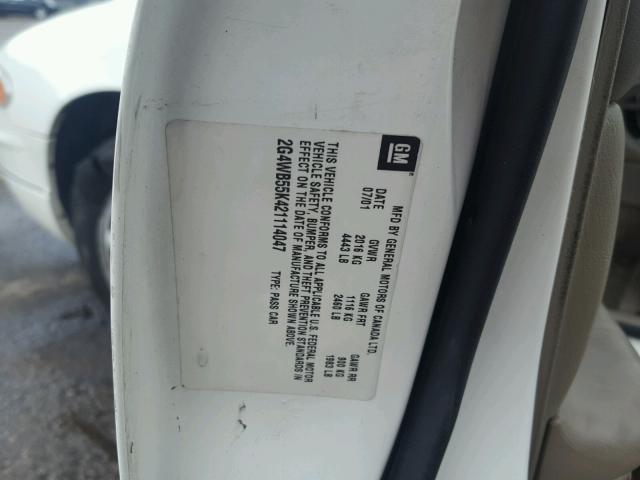 GM
MFD BY GENERAL MOTORS OF CANADA LTD.
DATE GVWR GAWR FRT GAWR RR
07/01 2016 KG 1116 KG 900 KG
4443 LB 2460 LB 1983 LB
THIS VEHICLE CONFORMS TO ALL APPLICABLE U.S. FEDERAL MOTOR
VEHICLE SAFETY, BUMPER, AND THEFT PREVENTION STANDARDS IN
EFFECT ON THE DATE OF MANUFACTURE SHOWN ABOVE.
2G4WB55K421114047 TYPE: PASS CAR